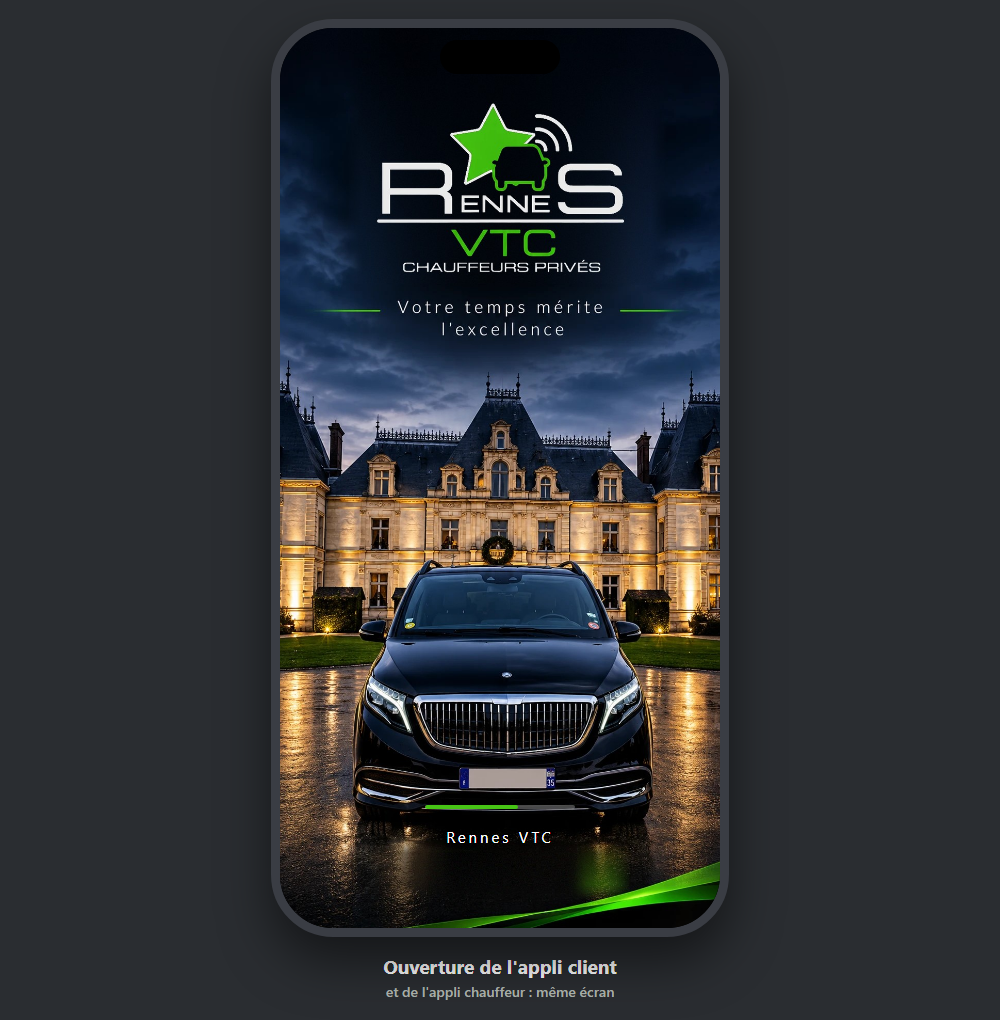 RENNES
VTC
CHAUFFEURS PRIVÉS
Votre temps mérite
l'excellence
35
Rennes VTC
Ouverture de l'appli client
et de l'appli chauffeur : même écran